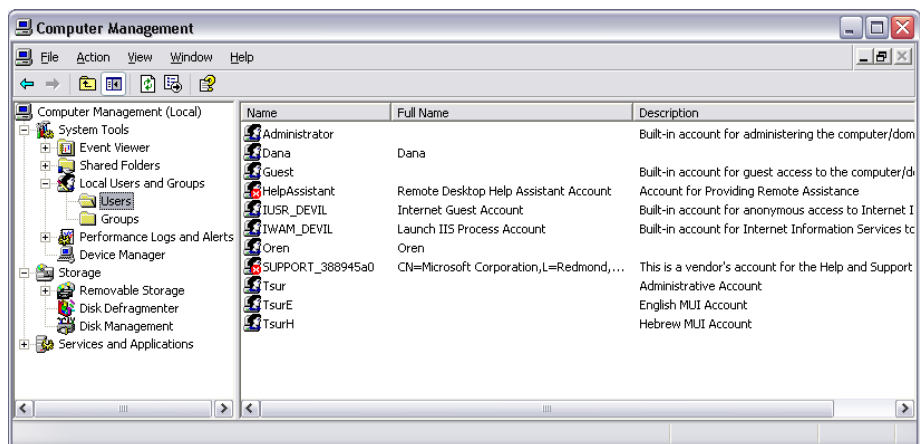 Computer Management
File Action View Window Help
Computer Management (Local)
System Tools
Event Viewer
Shared Folders
Local Users and Groups
Users
Groups
Performance Logs and Alerts
Device Manager
Storage
Removable Storage
Disk Defragmenter
Disk Management
Services and Applications
Name Full Name Description
Administrator Built-in account for administering the computer/dom
Dana Dana
Guest Built-in account for guest access to the computer/d
HelpAssistant Remote Desktop Help Assistant Account Account for Providing Remote Assistance
IUSR_DEVIL Internet Guest Account Built-in account for anonymous access to Internet I
IWAM_DEVIL Launch IIS Process Account Built-in account for Internet Information Services to
Oren Oren
SUPPORT_388945a0 CN=Microsoft Corporation,L=Redmond,... This is a vendor's account for the Help and Support
Tsur Administrative Account
TsurE English MUI Account
TsurH Hebrew MUI Account